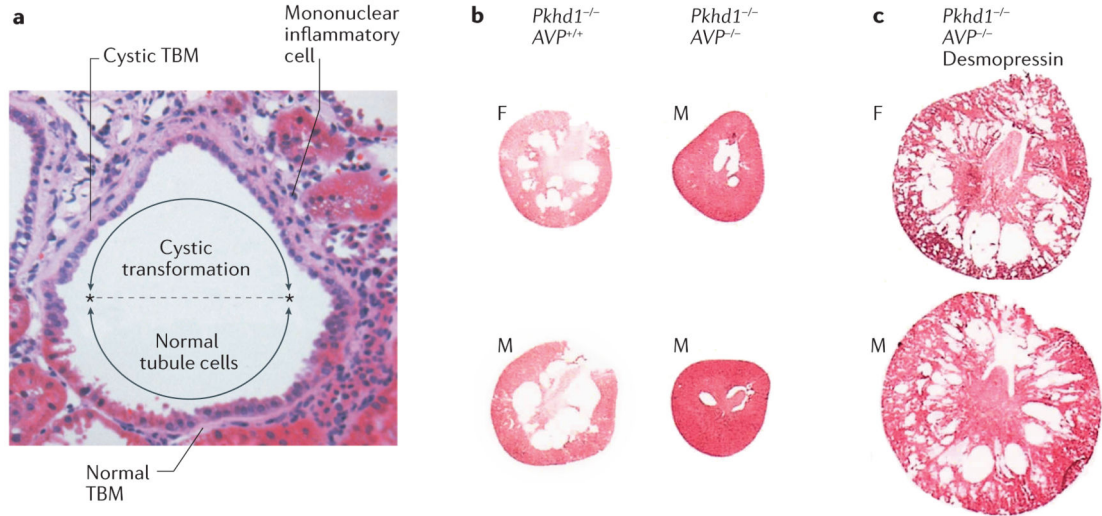 a
Mononuclear
inflammatory
cell
Cystic TBM
Cystic
transformation
* *
Normal
tubule cells
Normal
TBM
b
Pkhd1–/–
AVP+/+
Pkhd1–/–
AVP–/–
F
M
M
M
c
Pkhd1–/–
AVP–/–
Desmopressin
F
M